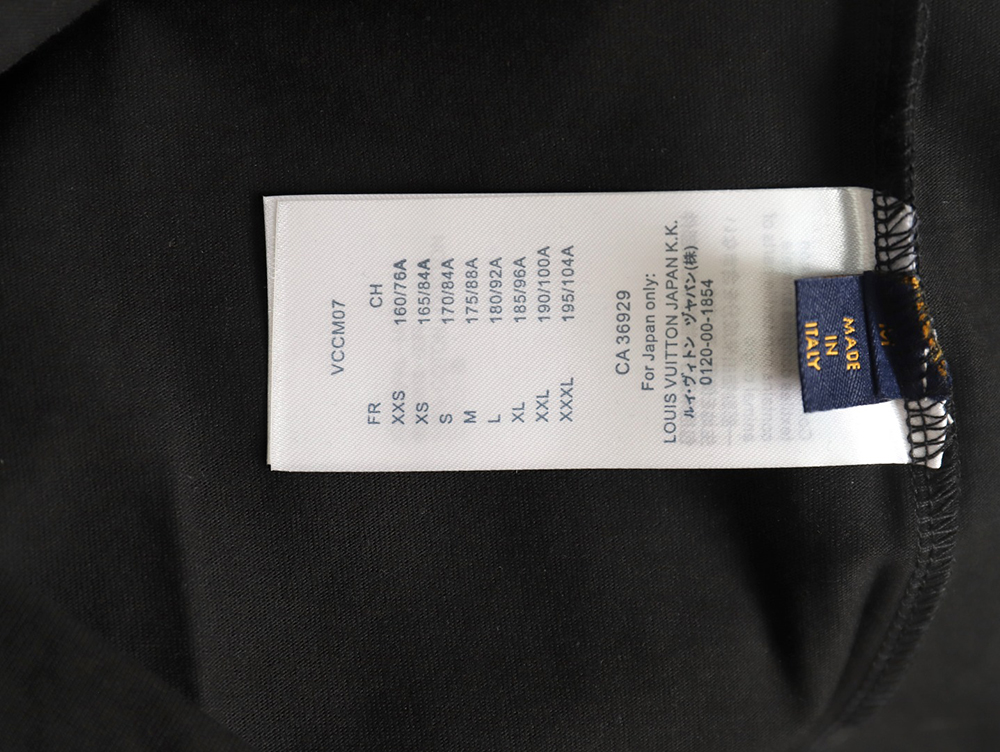 VCCM07
FR CH
XXS 160/76A
XS 165/84A
S 170/84A
M 175/88A
L 180/92A
XL 185/96A
XXL 190/100A
XXXL 195/104A
CA 36929
For Japan only:
LOUIS VUITTON JAPAN K.K.
ルイ・ヴィトン ヅャパン(株)
0120-00-1854
MADE
IN
ITALY
M